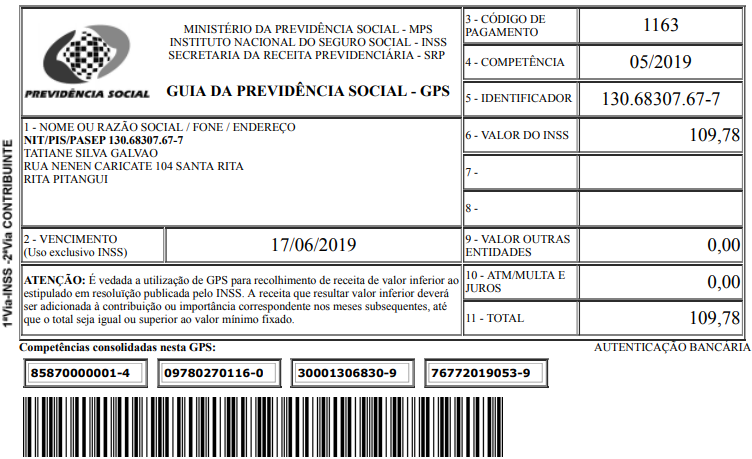 PREVIDÊNCIA SOCIAL
MINISTÉRIO DA PREVIDÊNCIA SOCIAL - MPS
INSTITUTO NACIONAL DO SEGURO SOCIAL - INSS
SECRETARIA DA RECEITA PREVIDENCIÁRIA - SRP
GUIA DA PREVIDÊNCIA SOCIAL - GPS
3 - CÓDIGO DE
PAGAMENTO
1163
4 - COMPETÊNCIA
05/2019
5 - IDENTIFICADOR
130.68307.67-7
1 - NOME OU RAZÃO SOCIAL / FONE / ENDEREÇO
NIT/PIS/PASEP 130.68307.67-7
TATIANE SILVA GALVAO
RUA NENEN CARICATE 104 SANTA RITA
RITA PITANGUI
6 - VALOR DO INSS
109,78
7 -
8 -
2 - VENCIMENTO
(Uso exclusivo INSS)
17/06/2019
9 - VALOR OUTRAS
ENTIDADES
0,00
ATENÇÃO: É vedada a utilização de GPS para recolhimento de receita de valor inferior ao
estipulado em resoluïção publicada pelo INSS. A receita que resultar valor inferior deverá
ser adicionada à contribuição ou importância correspondente nos meses subsequentes, até
que o total seja igual ou superior ao valor mínimo fixado.
10 - ATM/MULTA E
JUROS
0,00
11 - TOTAL
109,78
1ªVia-INSS -2ªVia CONTRIBUINTE
Competências consolidadas nesta GPS:
AUTENTICAÇÃO BANCÁRIA
85870000001-4 09780270116-0 30001306830-9 76772019053-9